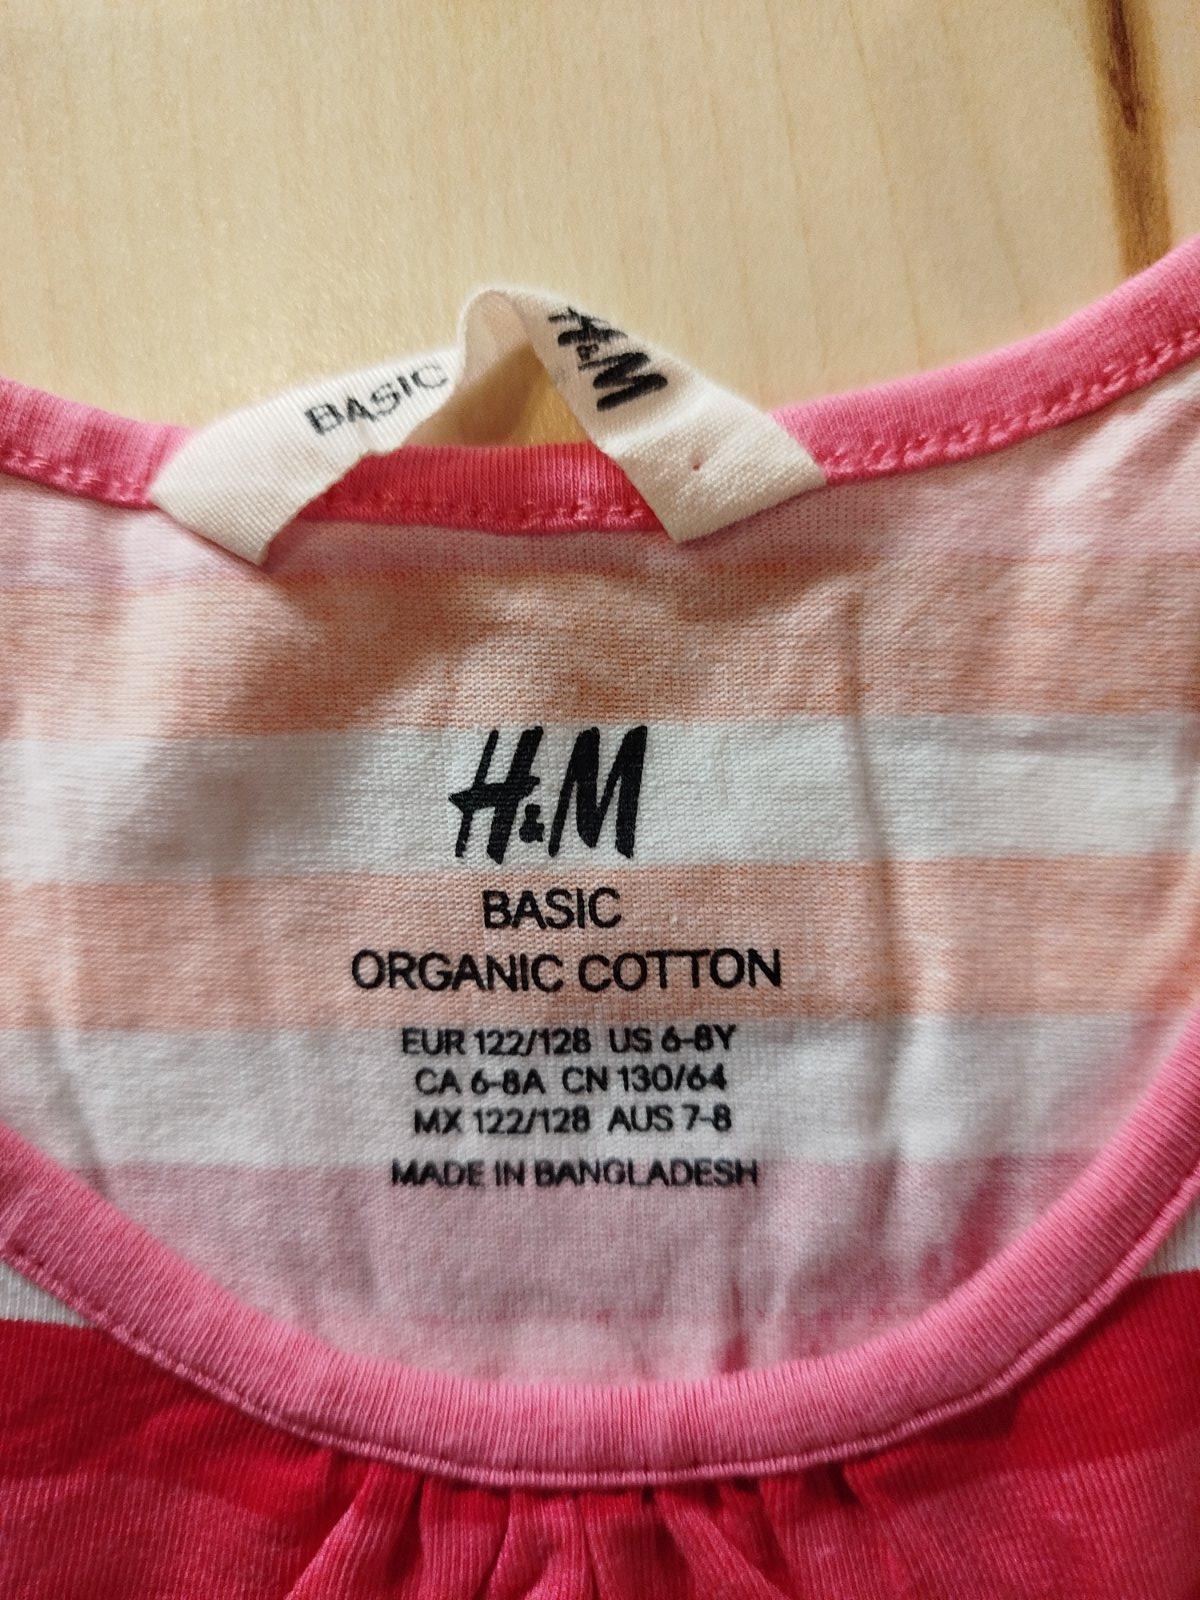 BASIC
H&M
H&M
BASIC
ORGANIC COTTON
EUR 122/128 US 6-8Y
CA 6-8A CN 130/64
MX 122/128 AUS 7-8
MADE IN BANGLADESH